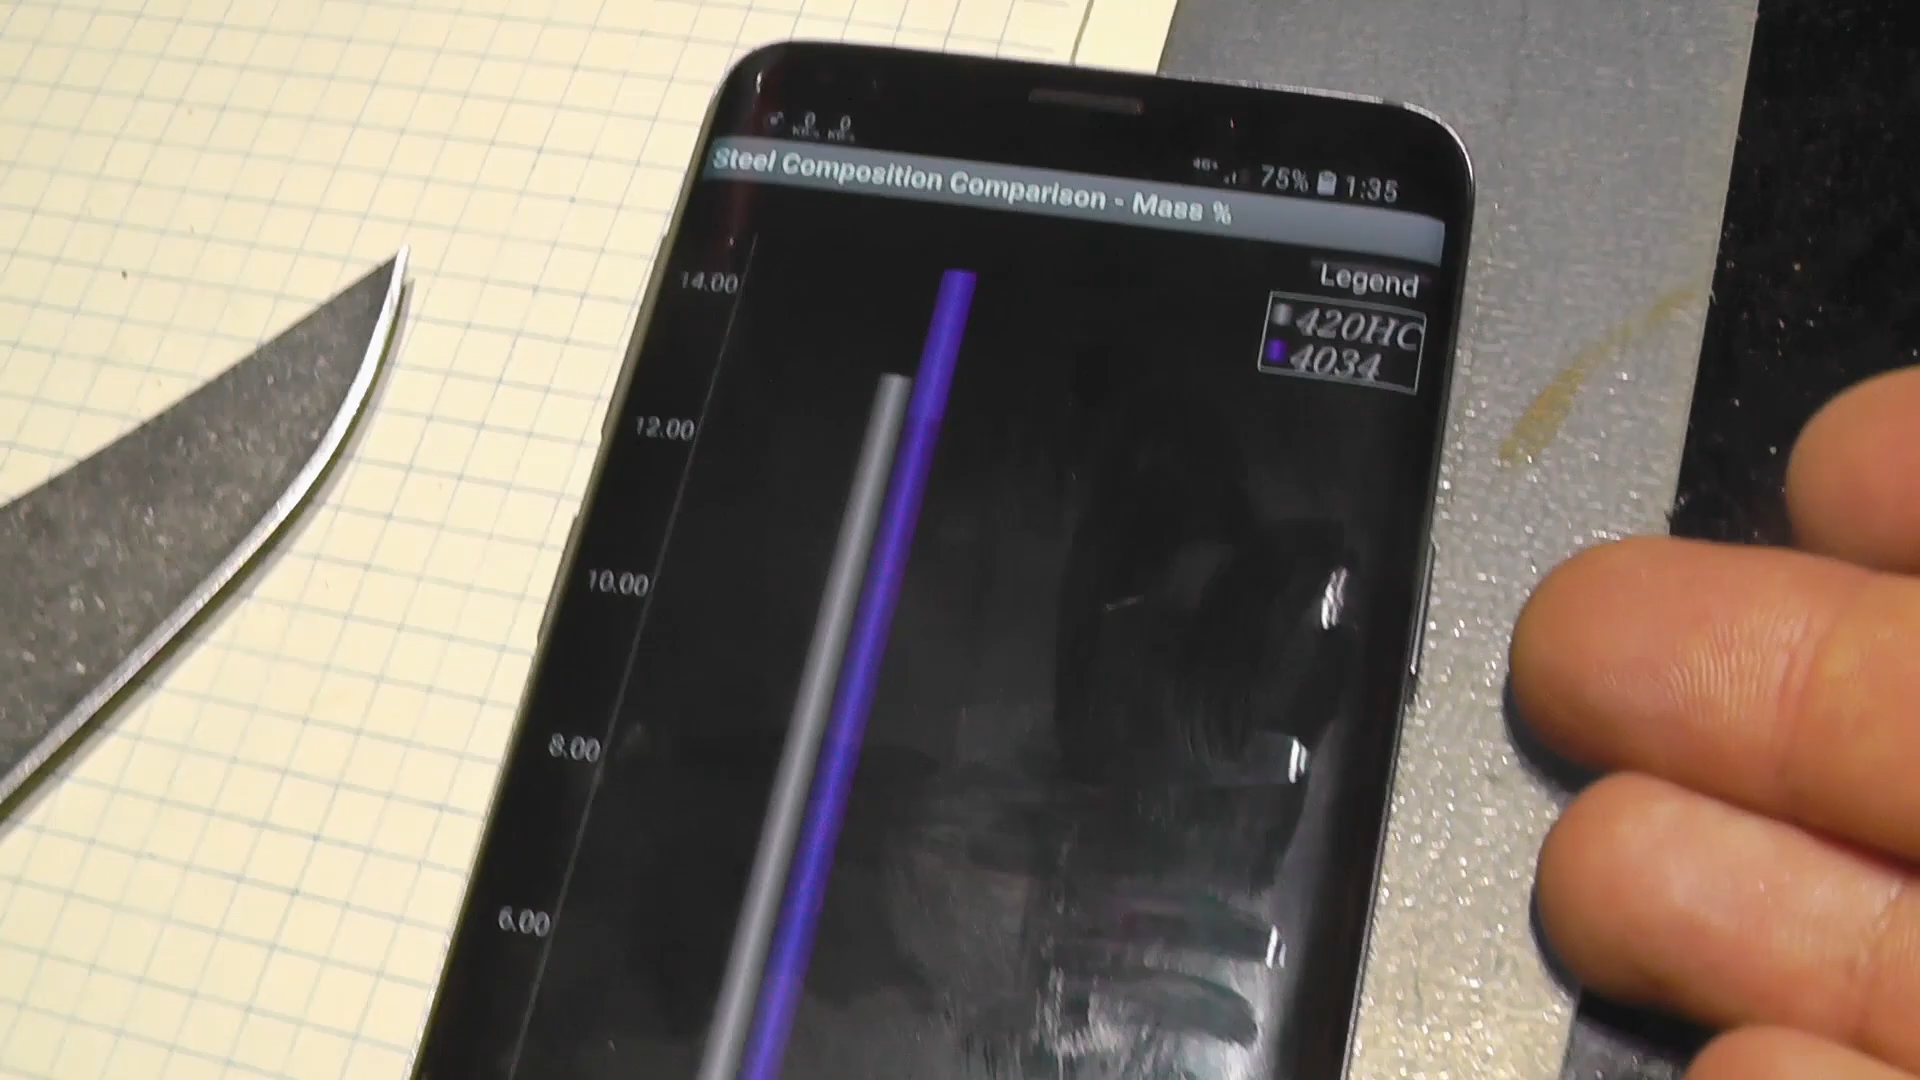 75% 1:35
Steel Composition Comparison - Mass %
Legend
420HC
4034
14.00
12.00
10.00
8.00
6.00